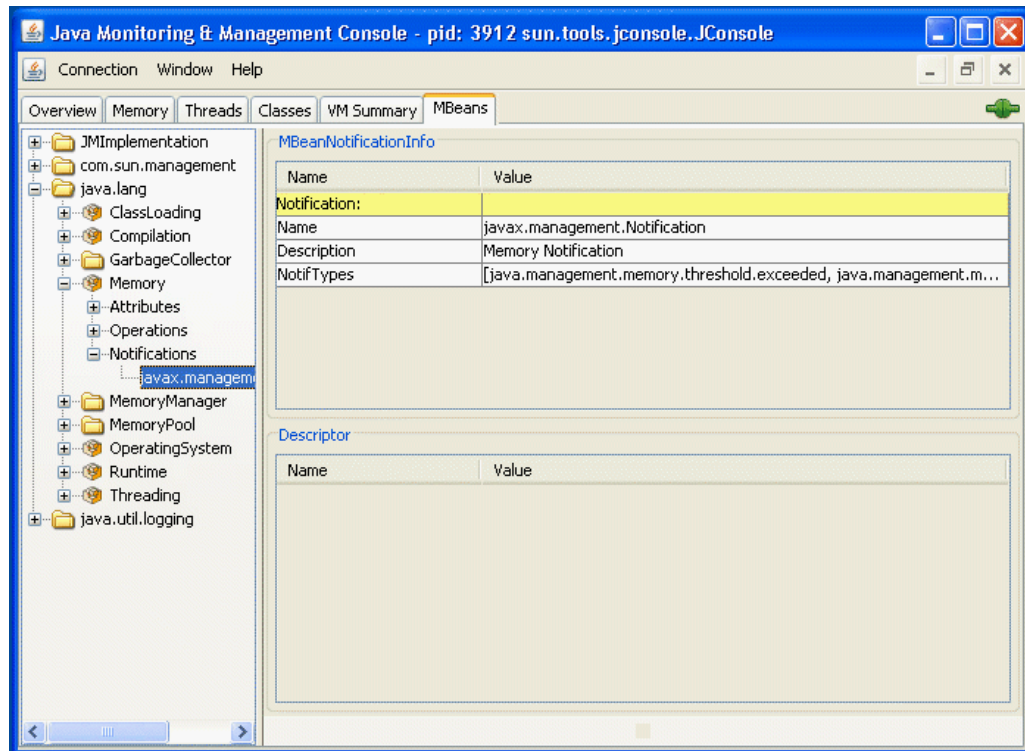 Java Monitoring & Management Console - pid: 3912 sun.tools.jconsole.JConsole
Connection Window Help
Overview Memory Threads Classes VM Summary MBeans
JMImplementation
com.sun.management
java.lang
ClassLoading
Compilation
GarbageCollector
Memory
Attributes
Operations
Notifications
javax.manageme
MemoryManager
MemoryPool
OperatingSystem
Runtime
Threading
java.util.logging
MBeanNotificationInfo
Name Value
Notification:
Name javax.management.Notification
Description Memory Notification
NotifTypes [java.management.memory.threshold.exceeded, java.management.m...
Descriptor
Name Value